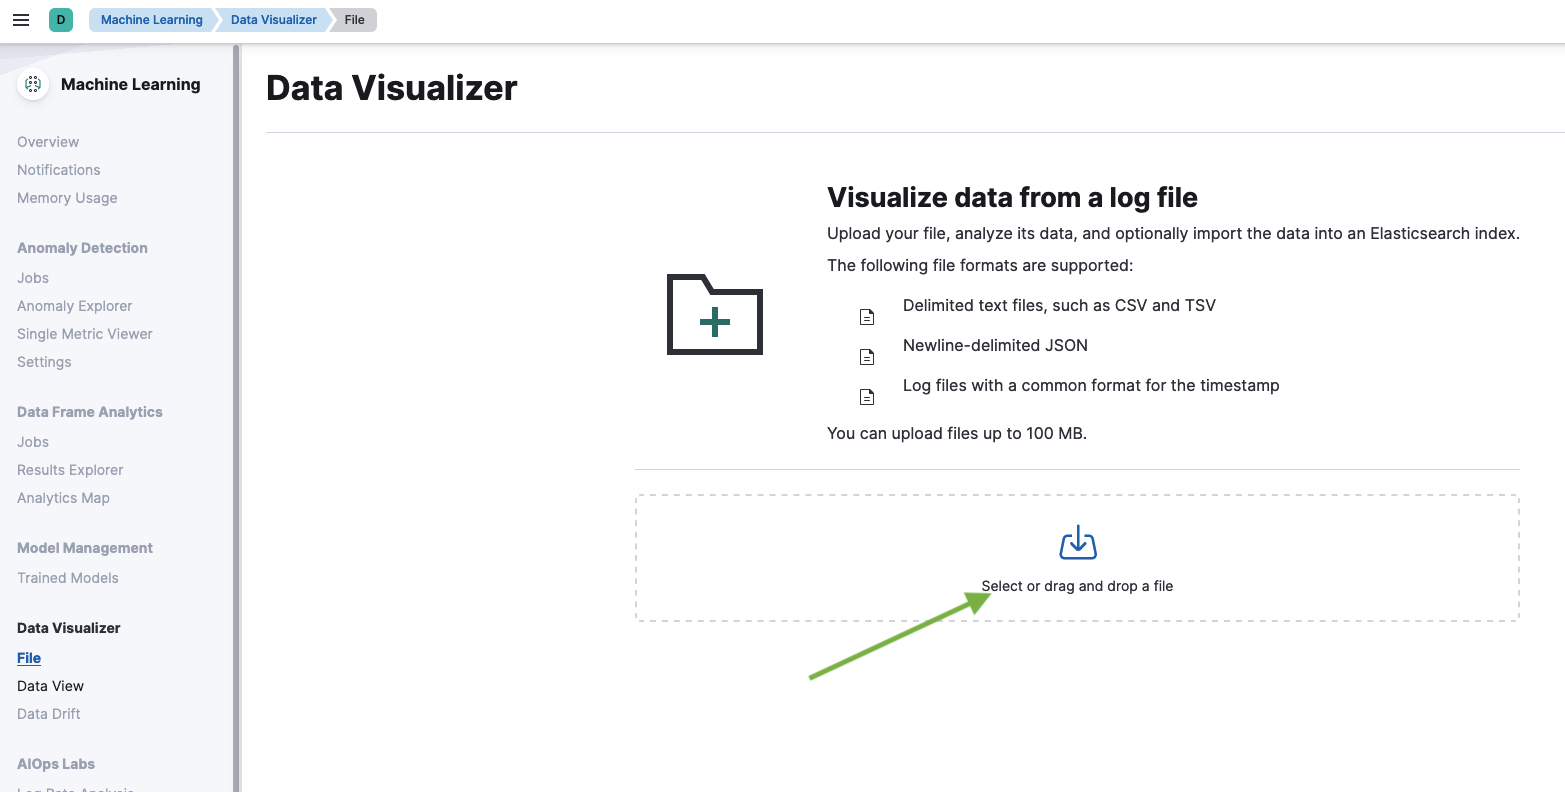 D
Machine Learning
Data Visualizer
File
Machine Learning
Overview
Notifications
Memory Usage
Anomaly Detection
Jobs
Anomaly Explorer
Single Metric Viewer
Settings
Data Frame Analytics
Jobs
Results Explorer
Analytics Map
Model Management
Trained Models
Data Visualizer
File
Data View
Data Drift
AIOps Labs
Log Rate Analysis
Data Visualizer
Visualize data from a log file
Upload your file, analyze its data, and optionally import the data into an Elasticsearch index.
The following file formats are supported:
Delimited text files, such as CSV and TSV
Newline-delimited JSON
Log files with a common format for the timestamp
You can upload files up to 100 MB.
Select or drag and drop a file